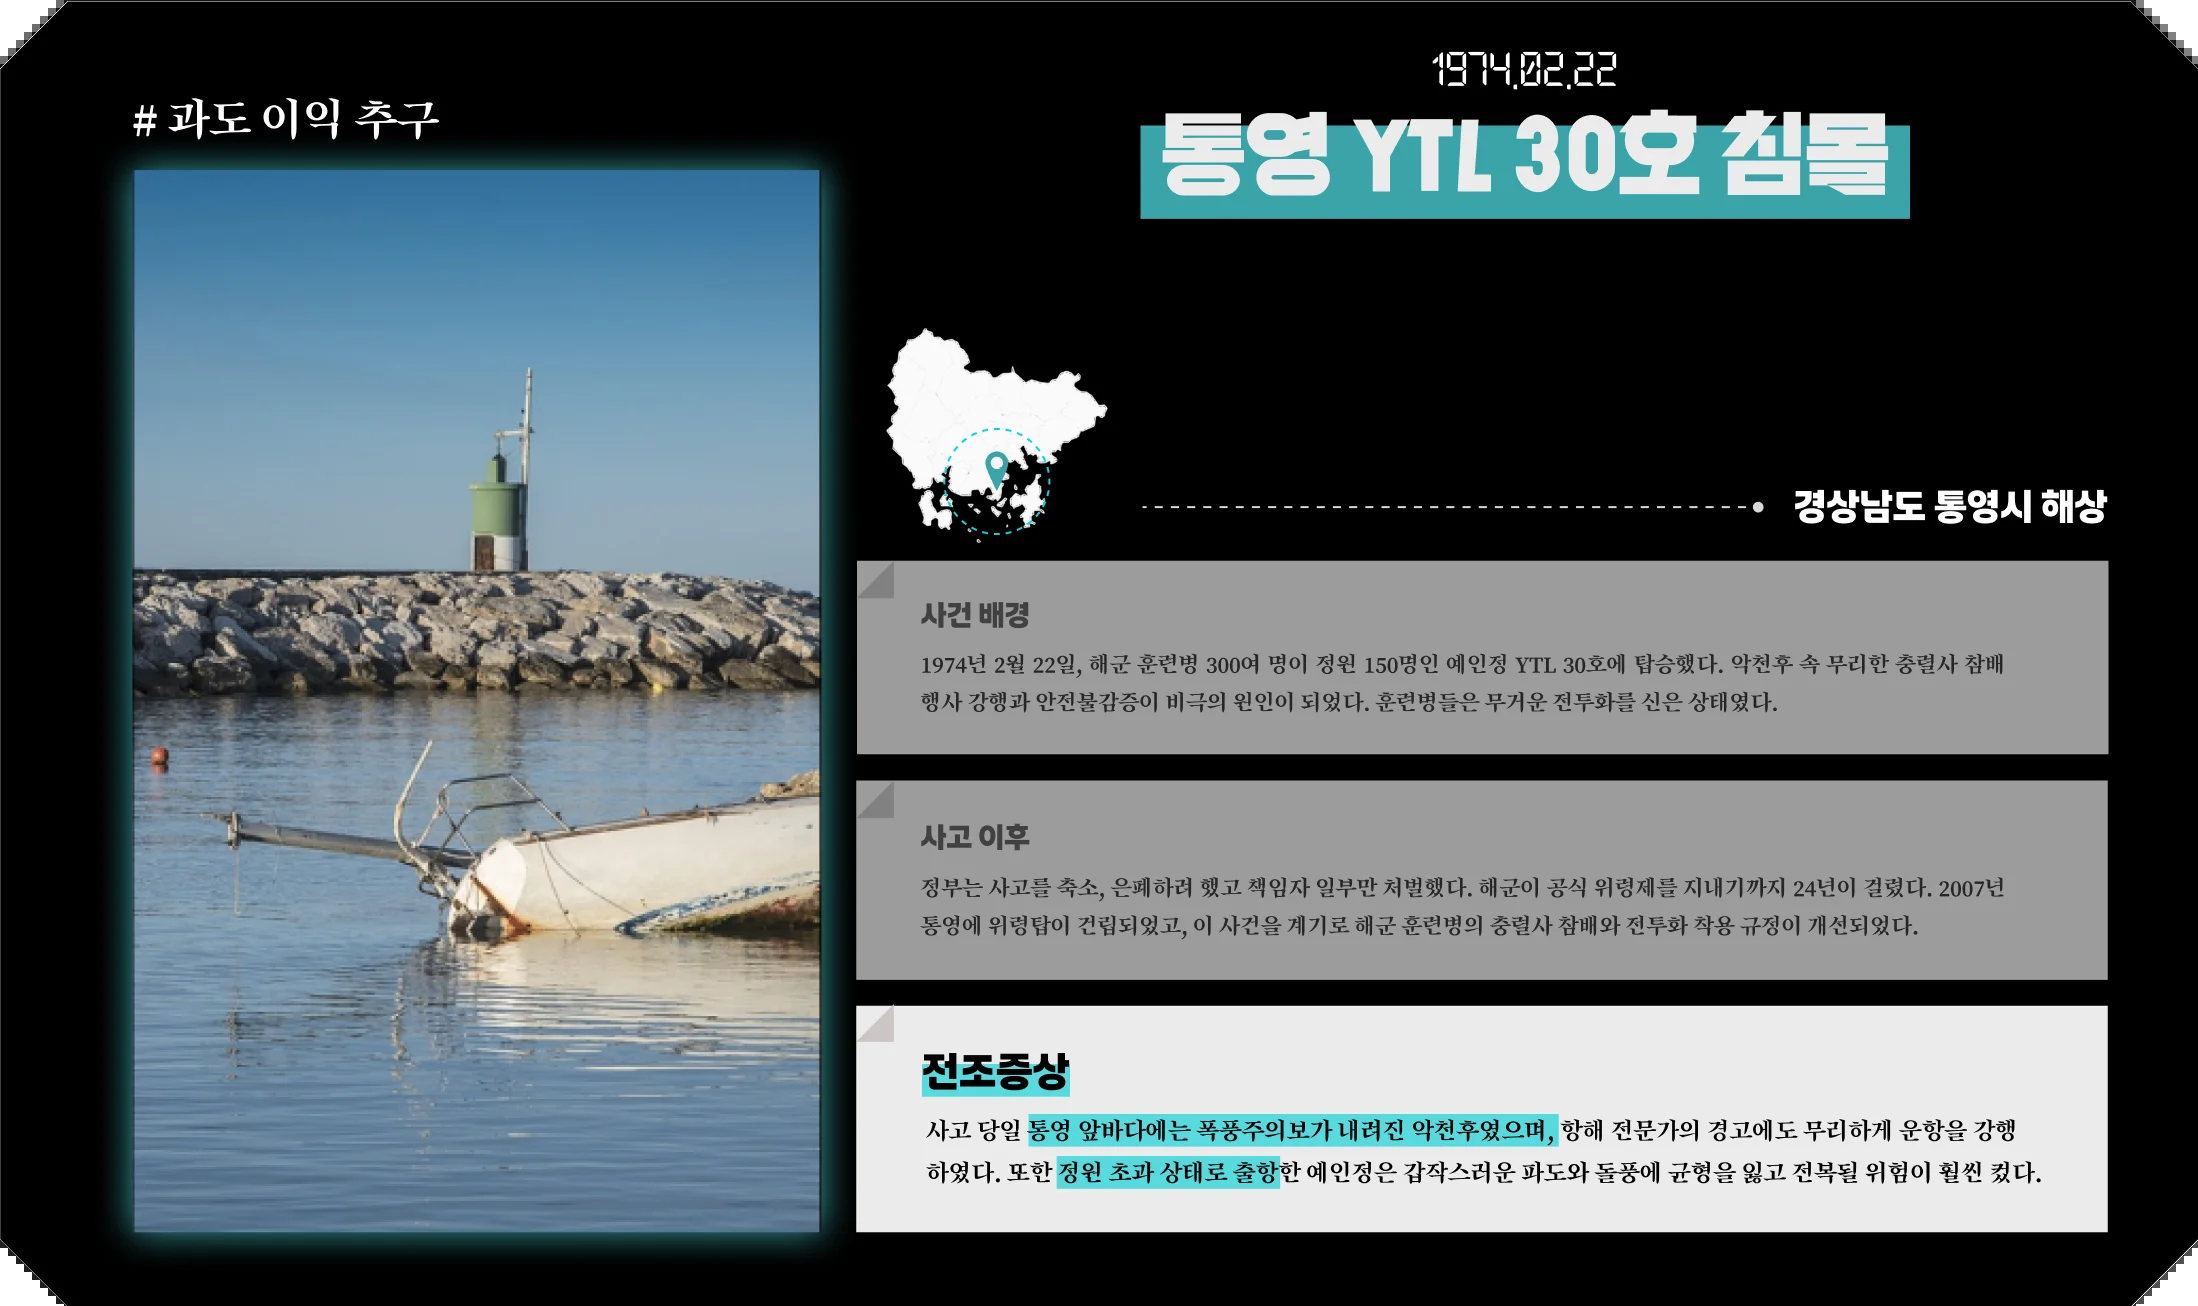 # 과도 이익 추구
1974.02.22
통영 YTL 30호 침몰
경상남도 통영시 해상
사건 배경
1974년 2월 22일, 해군 훈련병 300여 명이 정원 150명인 예인정 YTL 30호에 탑승했다. 악천후 속 무리한 충렬사 참배
행사 강행과 안전불감증이 비극의 원인이 되었다. 훈련병들은 무거운 전투화를 신은 상태였다.
사고 이후
정부는 사고를 축소, 은폐하려 했고 책임자 일부만 처벌했다. 해군이 공식 위령제를 지내기까지 24년이 걸렸다. 2007년
통영에 위령탑이 건립되었고, 이 사건을 계기로 해군 훈련병의 충렬사 참배와 전투화 착용 규정이 개선되었다.
전조증상
사고 당일 통영 앞바다에는 폭풍주의보가 내려진 악천후였으며, 항해 전문가의 경고에도 무리하게 운항을 강행
하였다. 또한 정원 초과 상태로 출항한 예인정은 갑작스러운 파도와 돌풍에 균형을 잃고 전복될 위험이 훨씬 컸다.